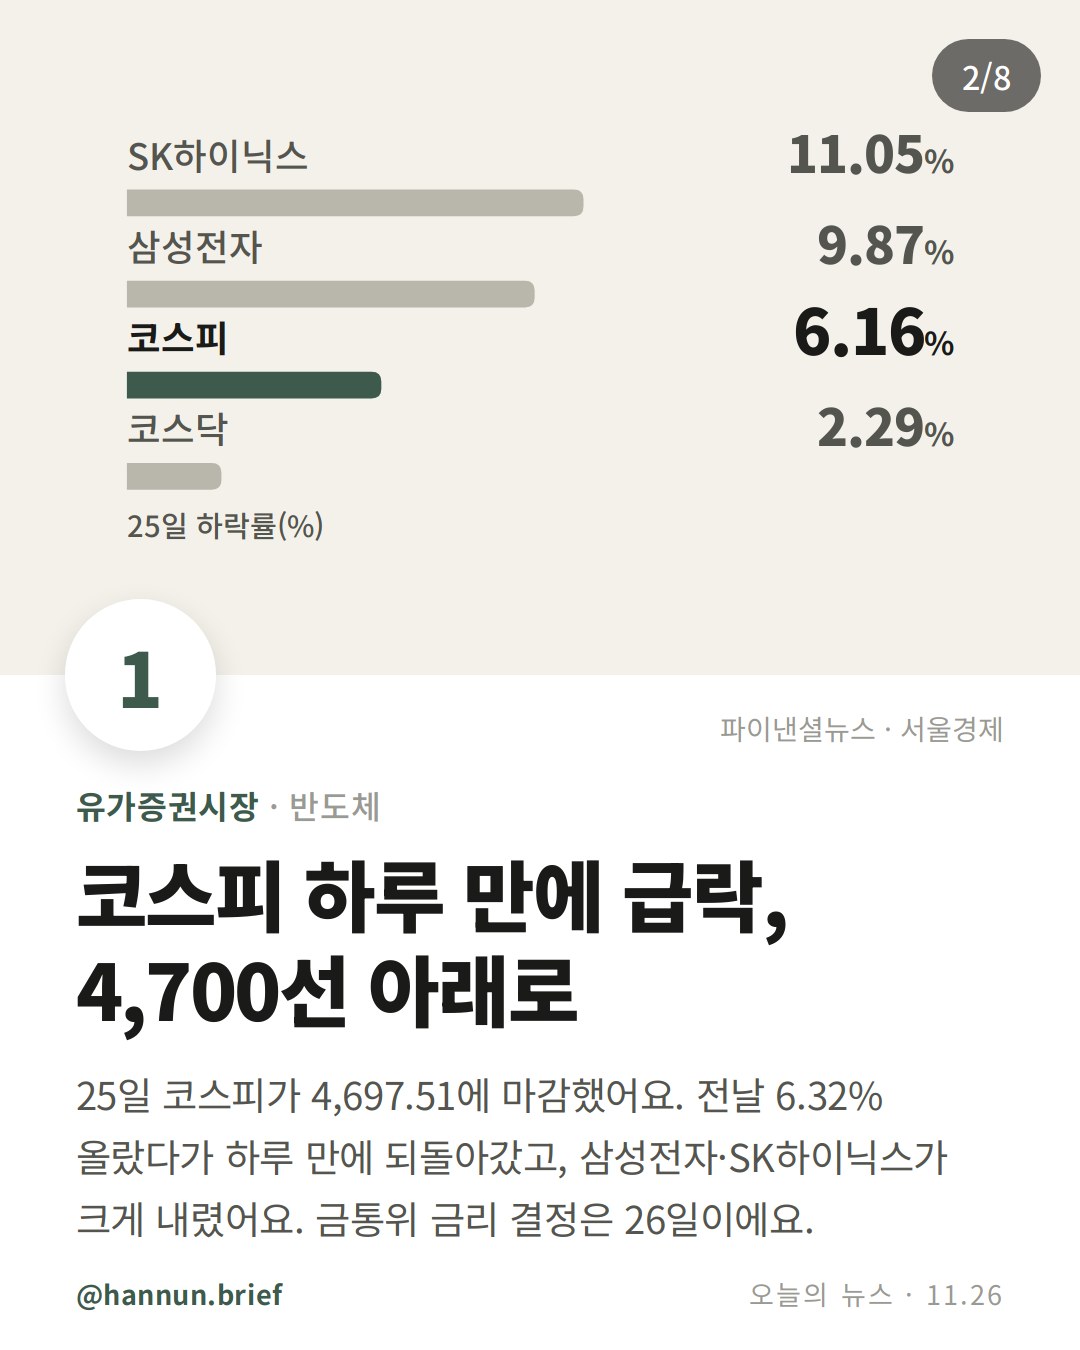 2/8
SK하이닉스 11.05%
삼성전자 9.87%
코스피 6.16%
코스닥 2.29%
25일 하락률(%)
1
파이낸셜뉴스 · 서울경제
유가증권시장 · 반도체
코스피 하루 만에 급락,
4,700선 아래로
25일 코스피가 4,697.51에 마감했어요. 전날 6.32%
올랐다가 하루 만에 되돌아갔고, 삼성전자·SK하이닉스가
크게 내렸어요. 금통위 금리 결정은 26일이에요.
@hannun.brief 오늘의 뉴스 · 11.26